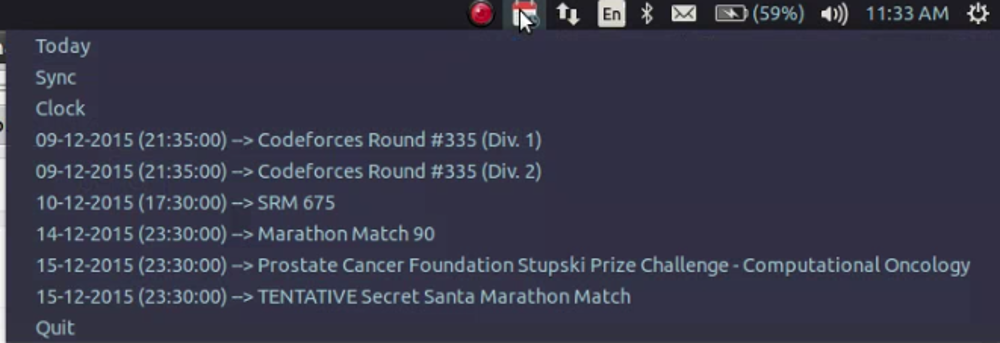 En (59%) 11:33 AM
Today
Sync
Clock
09-12-2015 (21:35:00) --> Codeforces Round #335 (Div. 1)
09-12-2015 (21:35:00) --> Codeforces Round #335 (Div. 2)
10-12-2015 (17:30:00) --> SRM 675
14-12-2015 (23:30:00) --> Marathon Match 90
15-12-2015 (23:30:00) --> Prostate Cancer Foundation Stupski Prize Challenge - Computational Oncology
15-12-2015 (23:30:00) --> TENTATIVE Secret Santa Marathon Match
Quit